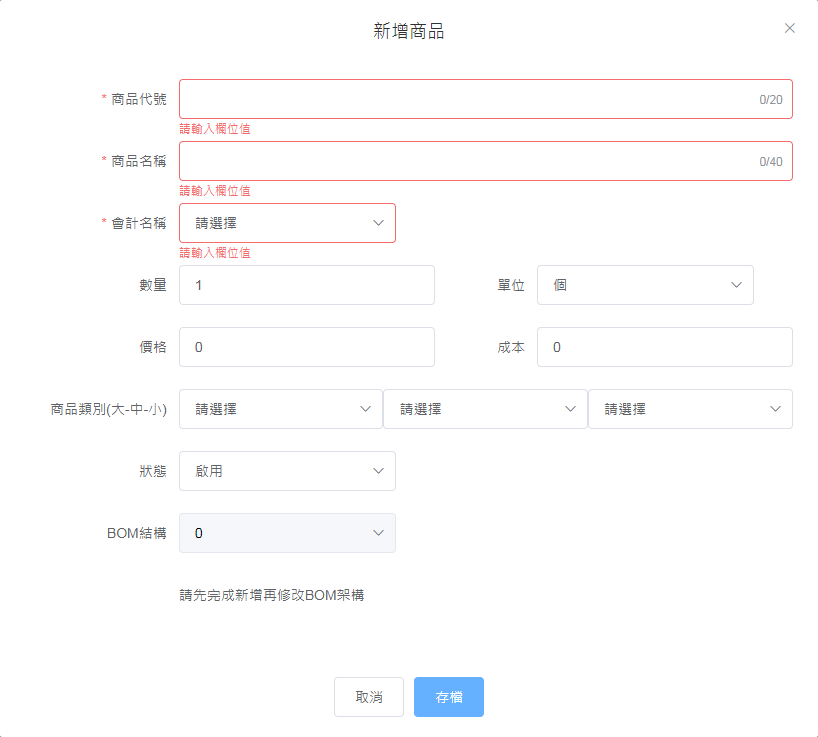 新增商品
* 商品代號 0/20
請輸入欄位值
* 商品名稱 0/40
請輸入欄位值
* 會計名稱 請選擇
請輸入欄位值
數量 1 單位 個
價格 0 成本 0
商品類別(大-中-小) 請選擇 請選擇 請選擇
狀態 啟用
BOM結構 0
請先完成新增再修改BOM架構
取消 存檔